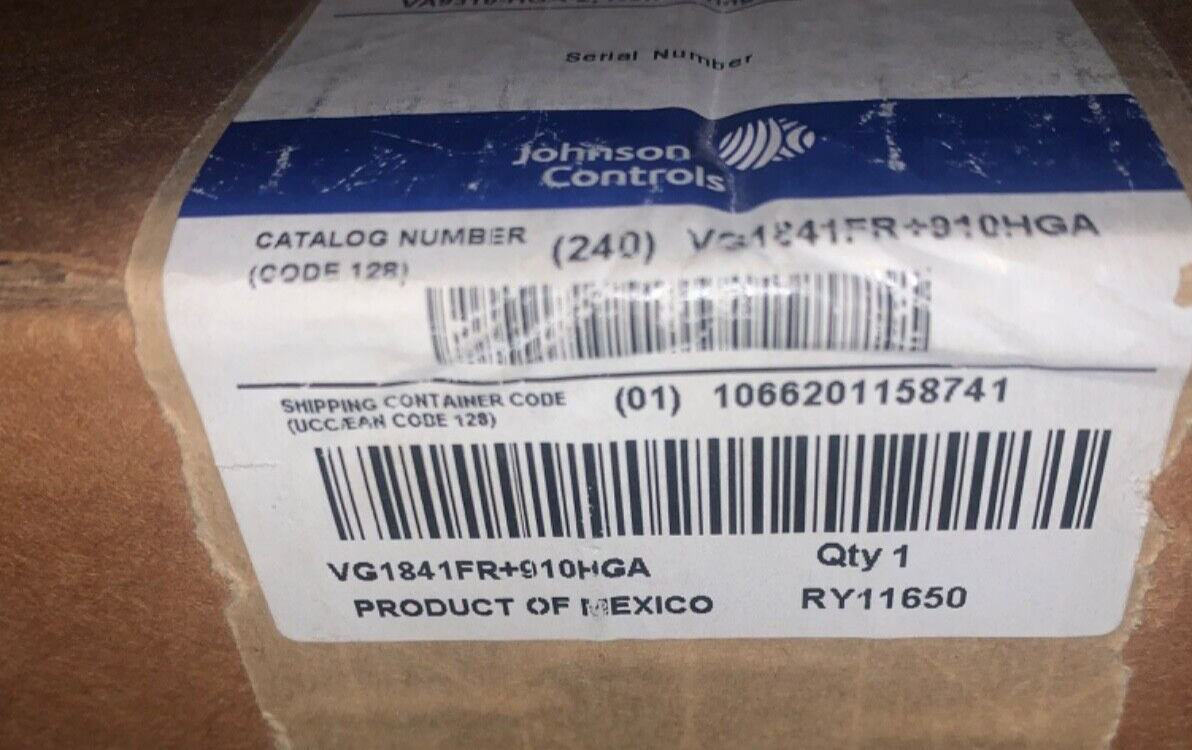 Serial Number
Johnson
Controls
CATALOG NUMBER (240) VG1841FR+910HGA
(CODE 128)
SHIPPING CONTAINER CODE (01) 1066201158741
(UCC/EAN CODE 128)
VG1841FR+910HGA Qty 1
PRODUCT OF MEXICO RY11650